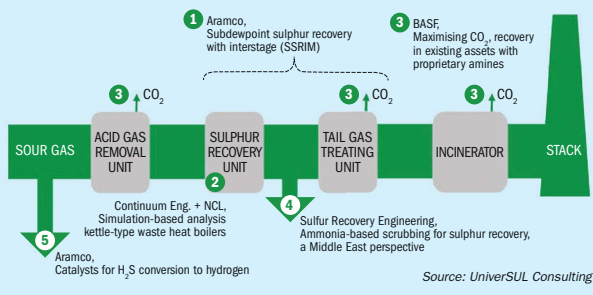 1 Aramco,
Subdewpoint sulphur recovery
with interstage (SSRIM)
3 BASF,
Maximising CO2, recovery
in existing assets with
proprietary amines
3 CO2
3 CO2
3 CO2
SOUR GAS
ACID GAS
REMOVAL
UNIT
SULPHUR
RECOVERY
UNIT
TAIL GAS
TREATING
UNIT
INCINERATOR
STACK
2
Continuum Eng. + NCL,
Simulation-based analysis
kettle-type waste heat boilers
4
Sulfur Recovery Engineering,
Ammonia-based scrubbing for sulphur recovery,
a Middle East perspective
5
Aramco,
Catalysts for H2S conversion to hydrogen
Source: UniverSUL Consulting